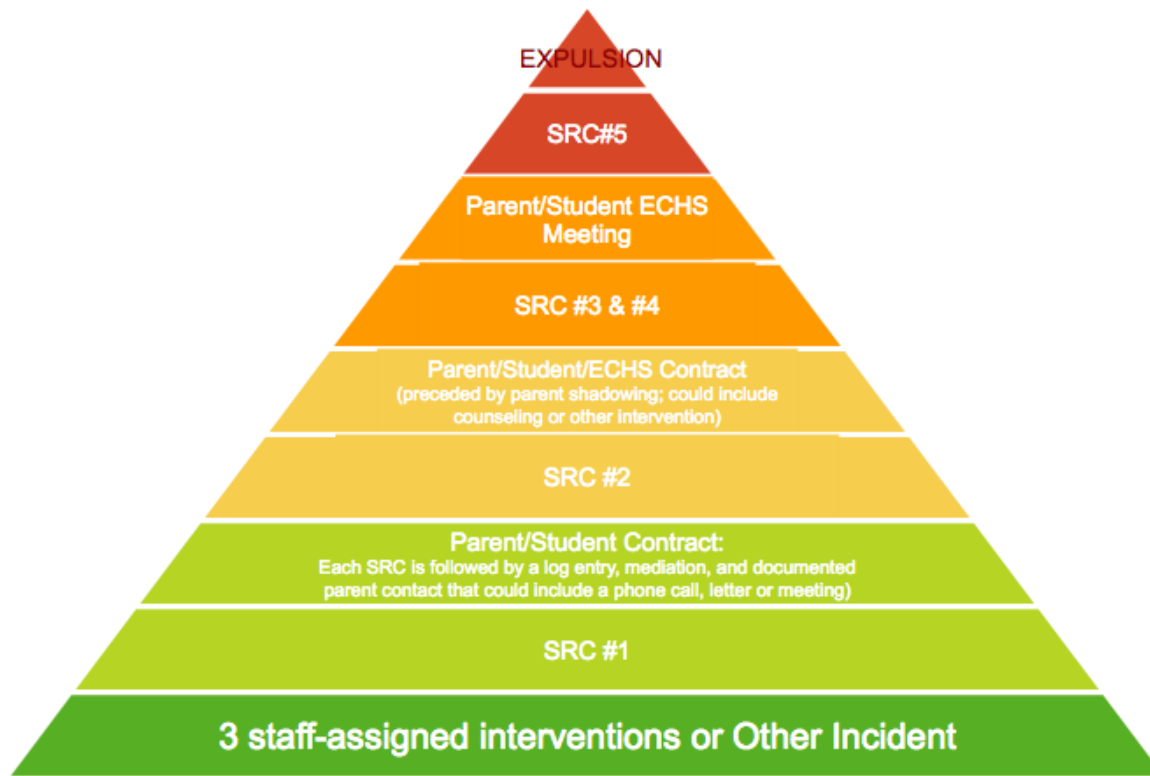 EXPULSION
SRC#5
Parent/Student ECHS
Meeting
SRC #3 & #4
Parent/Student/ECHS Contract
(preceded by parent shadowing; could include
counseling or other intervention)
SRC #2
Parent/Student Contract:
Each SRC is followed by a log entry, mediation, and documented
parent contact that could include a phone call, letter or meeting)
SRC #1
3 staff-assigned interventions or Other Incident